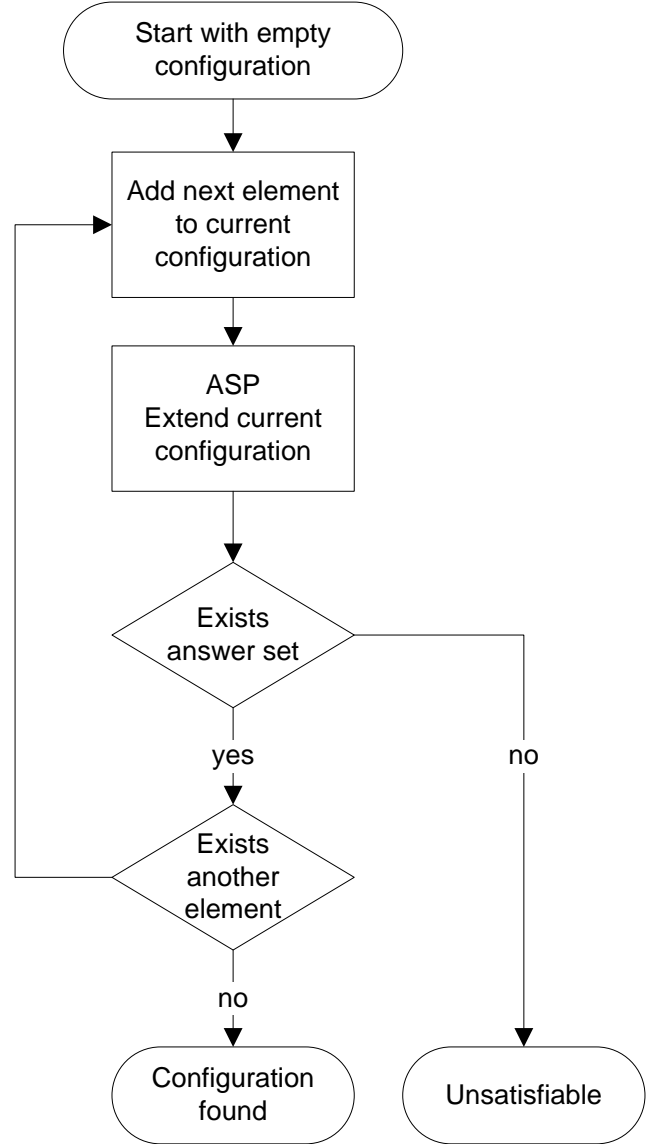 Start with empty
configuration
Add next element
to current
configuration
ASP
Extend current
configuration
Exists
answer set
yes
no
Exists
another
element
no
Configuration
found
Unsatisfiable